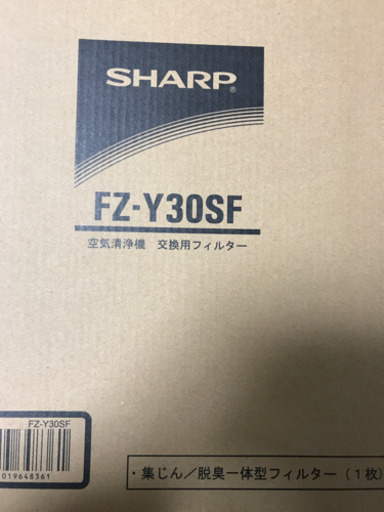 SHARP®
FZ-Y30SF
空気清浄機 交換用フィルター
FZ-Y30SF
019648361
・集じん／脱臭一体型フィルター（1枚）